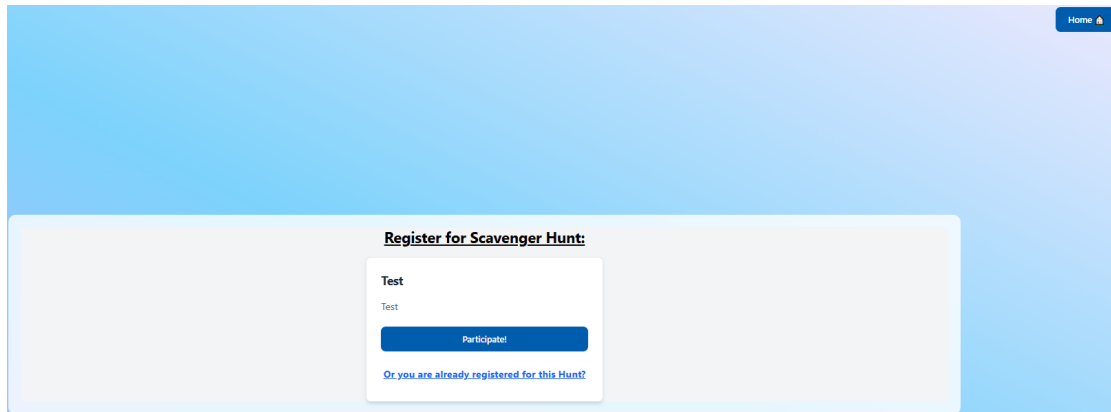 Home 🏠
Register for Scavenger Hunt:
Test
Test
Participate!
Or you are already registered for this Hunt?